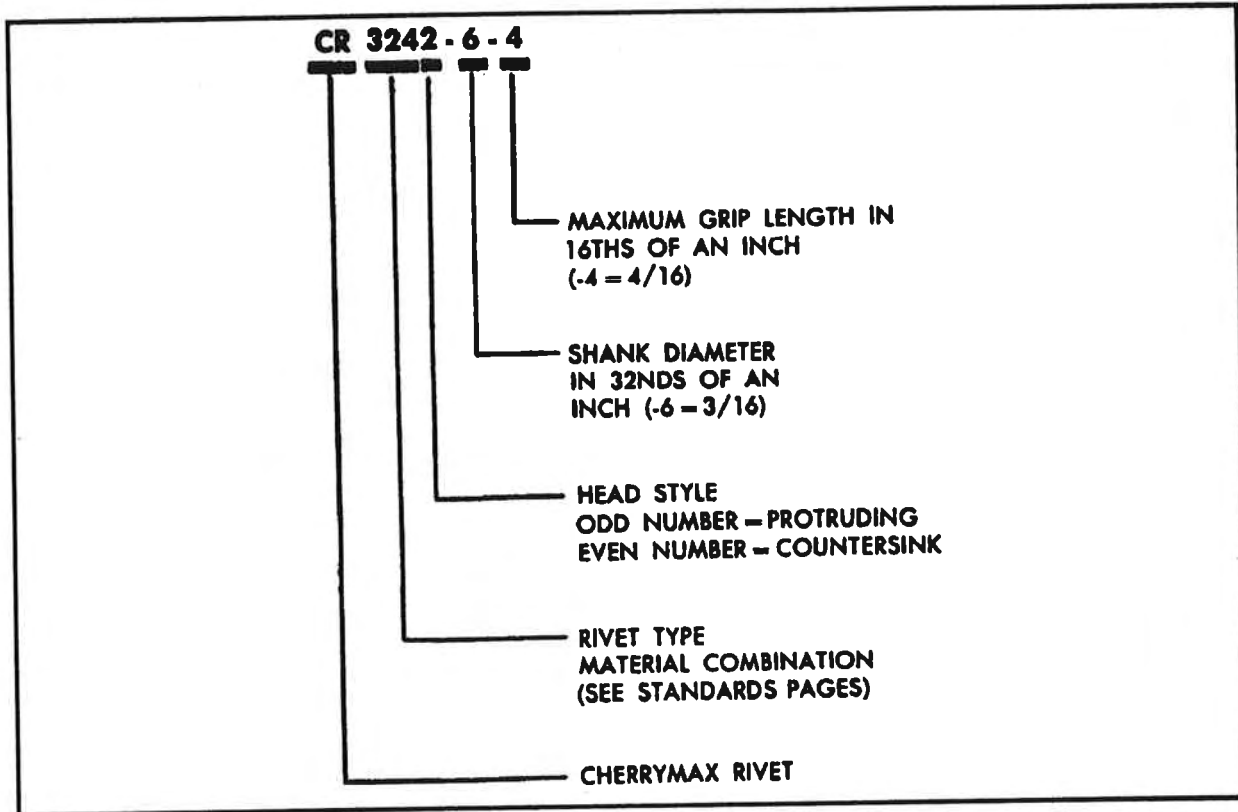 CR 3242 - 6 - 4
MAXIMUM GRIP LENGTH IN
16THS OF AN INCH
(-4 = 4/16)
SHANK DIAMETER
IN 32NDS OF AN
INCH (-6 = 3/16)
HEAD STYLE
ODD NUMBER = PROTRUDING
EVEN NUMBER = COUNTERSINK
RIVET TYPE
MATERIAL COMBINATION
(SEE STANDARDS PAGES)
CHERRYMAX RIVET